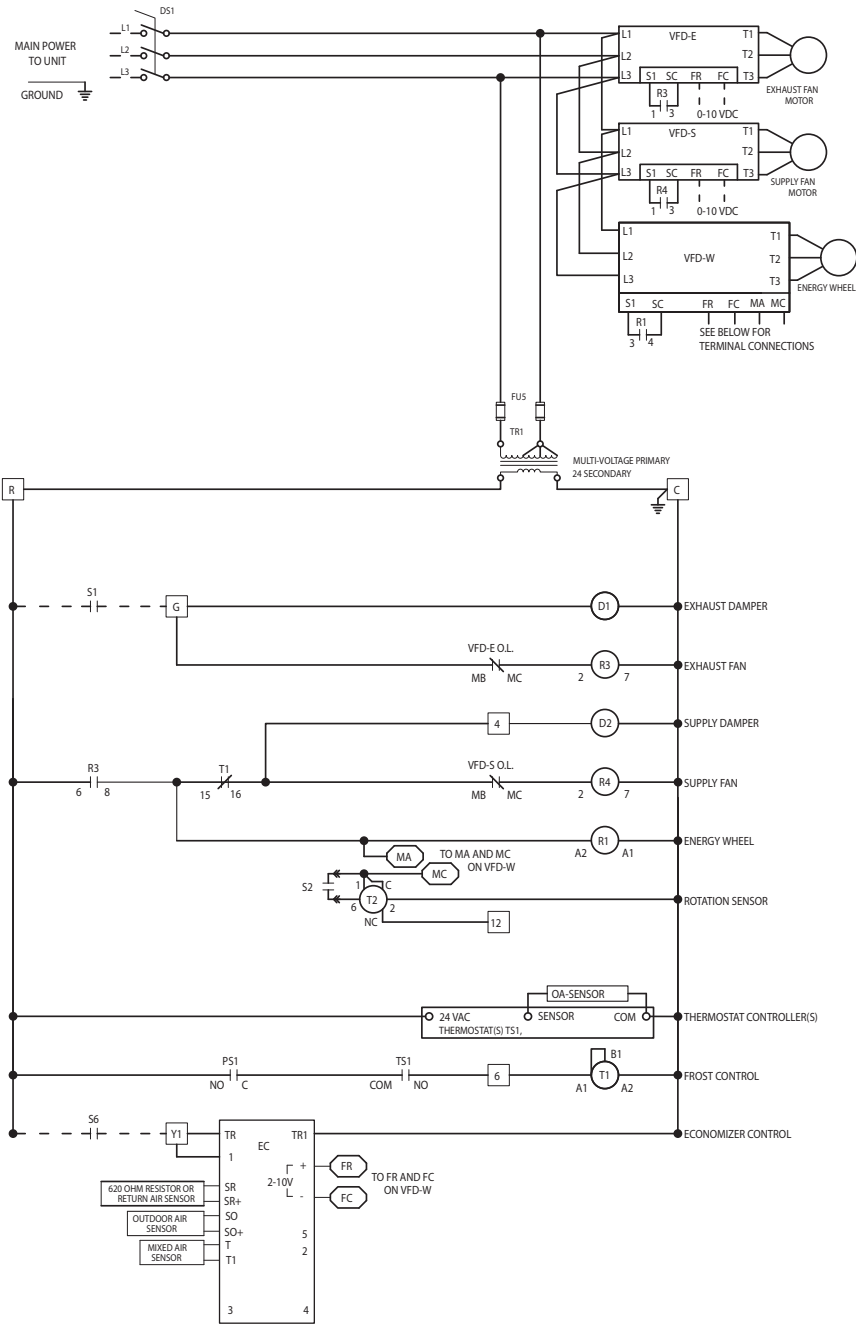 DS1
L1
L2
L3
MAIN POWER
TO UNIT
GROUND
L1 VFD-E T1
L2 T2
L3 S1 SC FR FC T3
R3
1 3 0-10 VDC
EXHAUST FAN
MOTOR
L1 VFD-S T1
L2 T2
L3 S1 SC FR FC T3
R4
1 3 0-10 VDC
SUPPLY FAN
MOTOR
L1 T1
L2 VFD-W T2
L3 T3
ENERGY WHEEL
S1 SC FR FC MA MC
R1
3 4
SEE BELOW FOR
TERMINAL CONNECTIONS
FU5
TR1
MULTI-VOLTAGE PRIMARY
24 SECONDARY
R C
S1
G D1 EXHAUST DAMPER
VFD-E O.L.
MB MC 2 R3 7 EXHAUST FAN
4 D2 SUPPLY DAMPER
R3
6 8
T1
15 16
VFD-S O.L.
MB MC 2 R4 7 SUPPLY FAN
A2 R1 A1 ENERGY WHEEL
MA TO MA AND MC
ON VFD-W
MC
S2 1 C
6 T2 2 ROTATION SENSOR
NC 12
OA-SENSOR
24 VAC SENSOR COM THERMOSTAT CONTROLLER(S)
THERMOSTAT(S) TS1,
PS1
NO C
TS1
COM NO
6
B1
A1 T1 A2 FROST CONTROL
S6
Y1 TR EC TR1 ECONOMIZER CONTROL
1
2-10V
+ FR
- FC
TO FR AND FC
ON VFD-W
620 OHM RESISTOR OR
RETURN AIR SENSOR
SR
SR+
OUTDOOR AIR
SENSOR
SO
SO+
MIXED AIR
SENSOR
T
T1
5
2
3 4